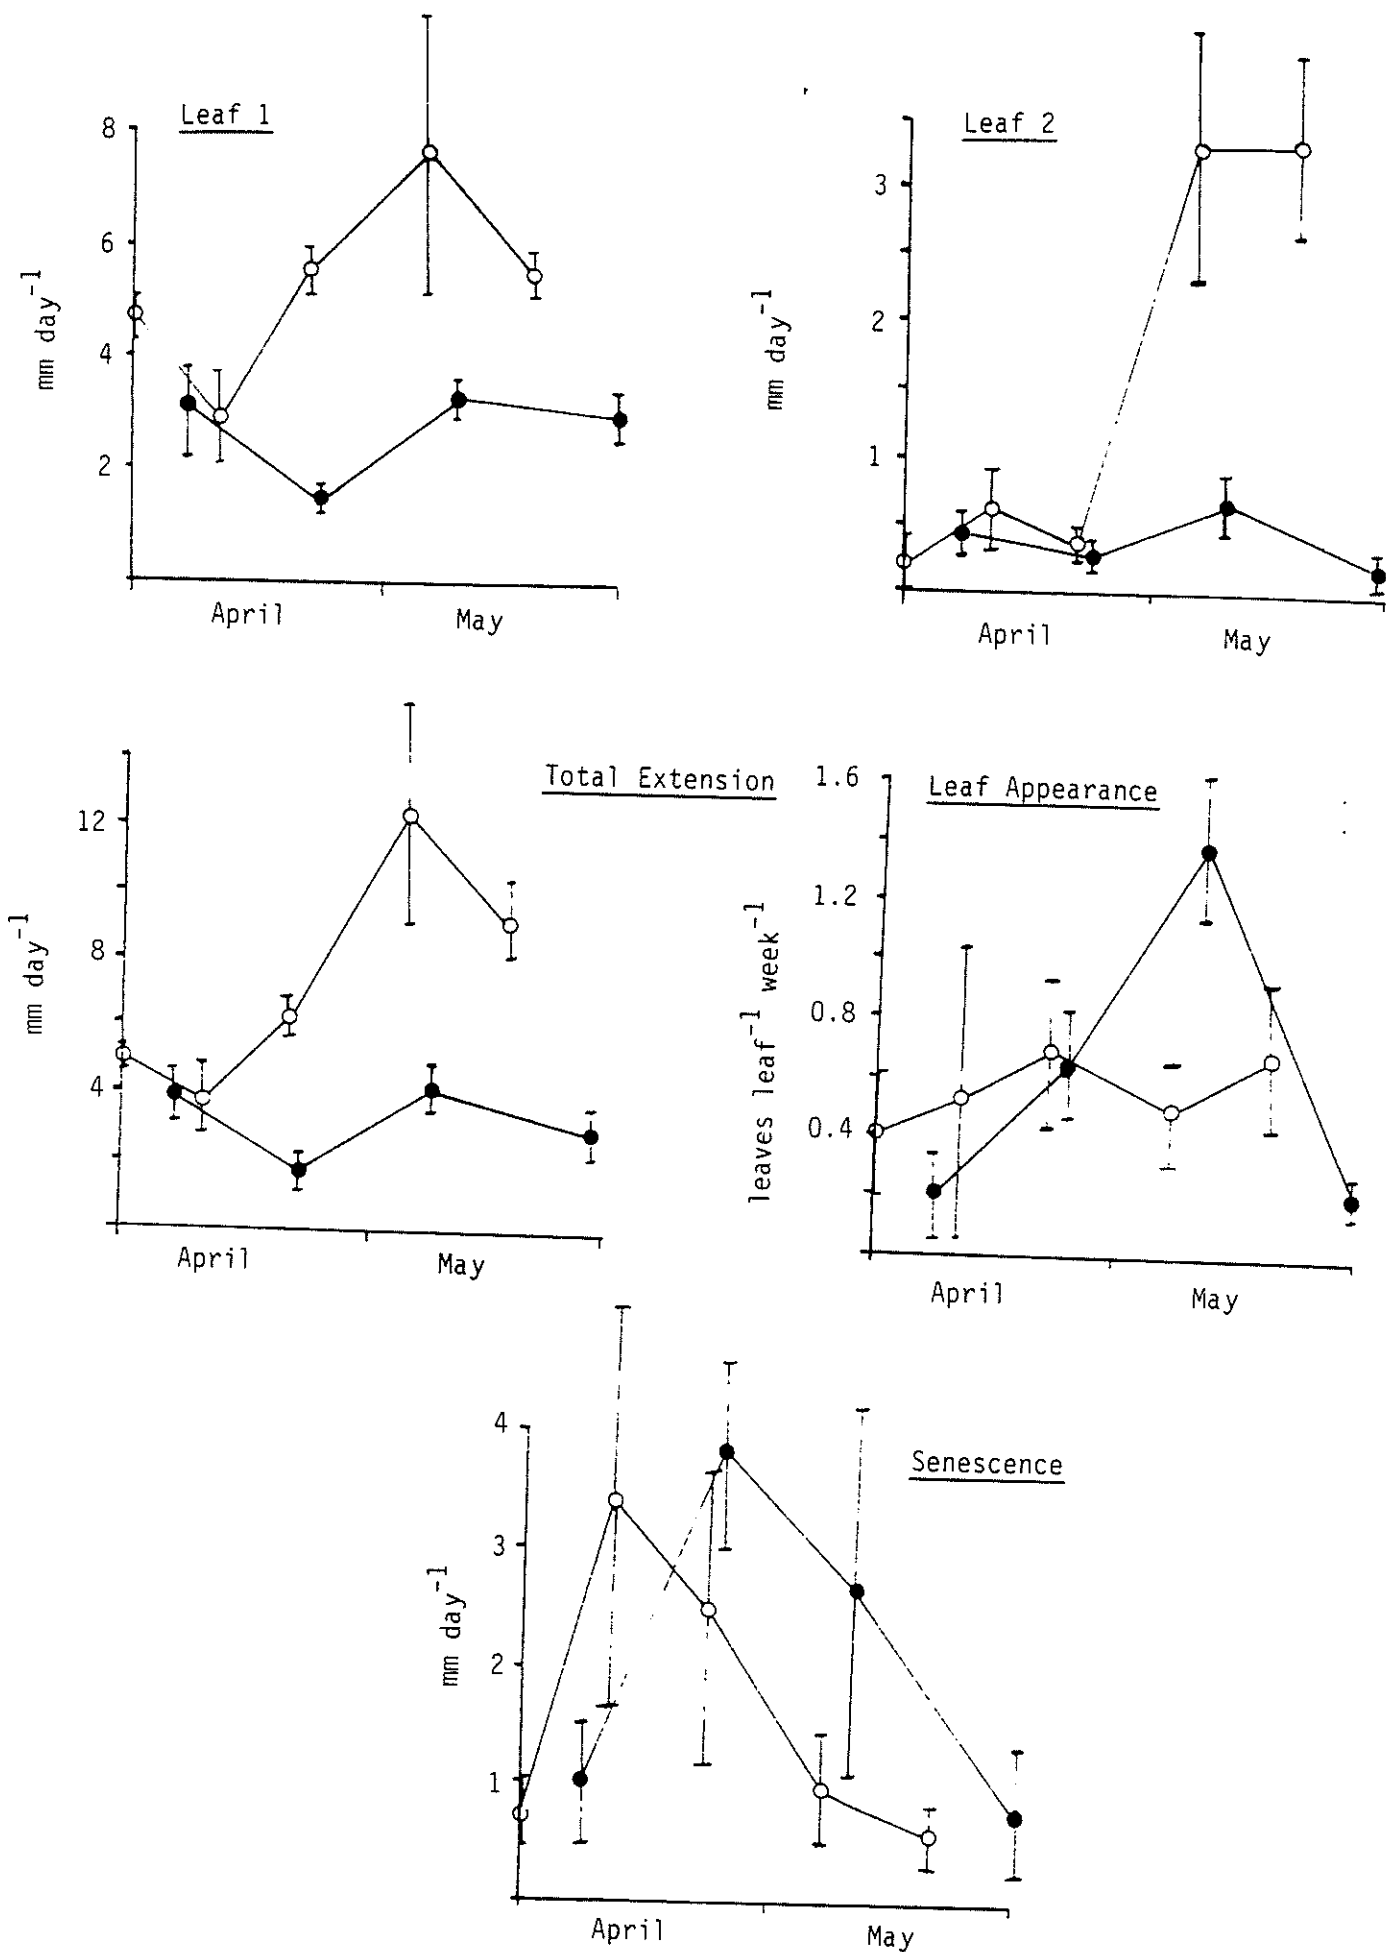 Leaf 1
8
6
4
2
mm day-1
April
May
Leaf 2
3
2
1
mm day-1
April
May
Total Extension
12
8
4
mm day-1
April
May
Leaf Appearance
1.6
1.2
0.8
0.4
leaves leaf-1 week-1
April
May
Senescence
4
3
2
1
mm day-1
April
May